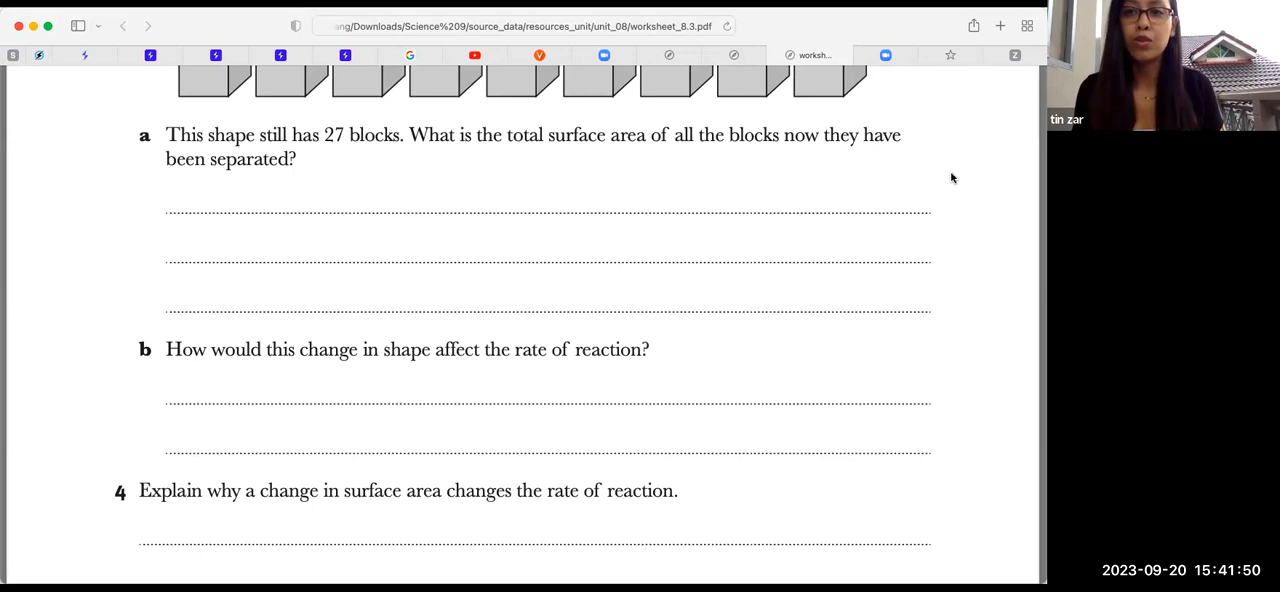 ang/Downloads/Science%209/source_data/resources_unit/unit_08/worksheet_8.3.pdf
S
G
V
worksh...
Z
tin zar
a This shape still has 27 blocks. What is the total surface area of all the blocks now they have
been separated?
b How would this change in shape affect the rate of reaction?
4 Explain why a change in surface area changes the rate of reaction.
2023-09-20 15:41:50